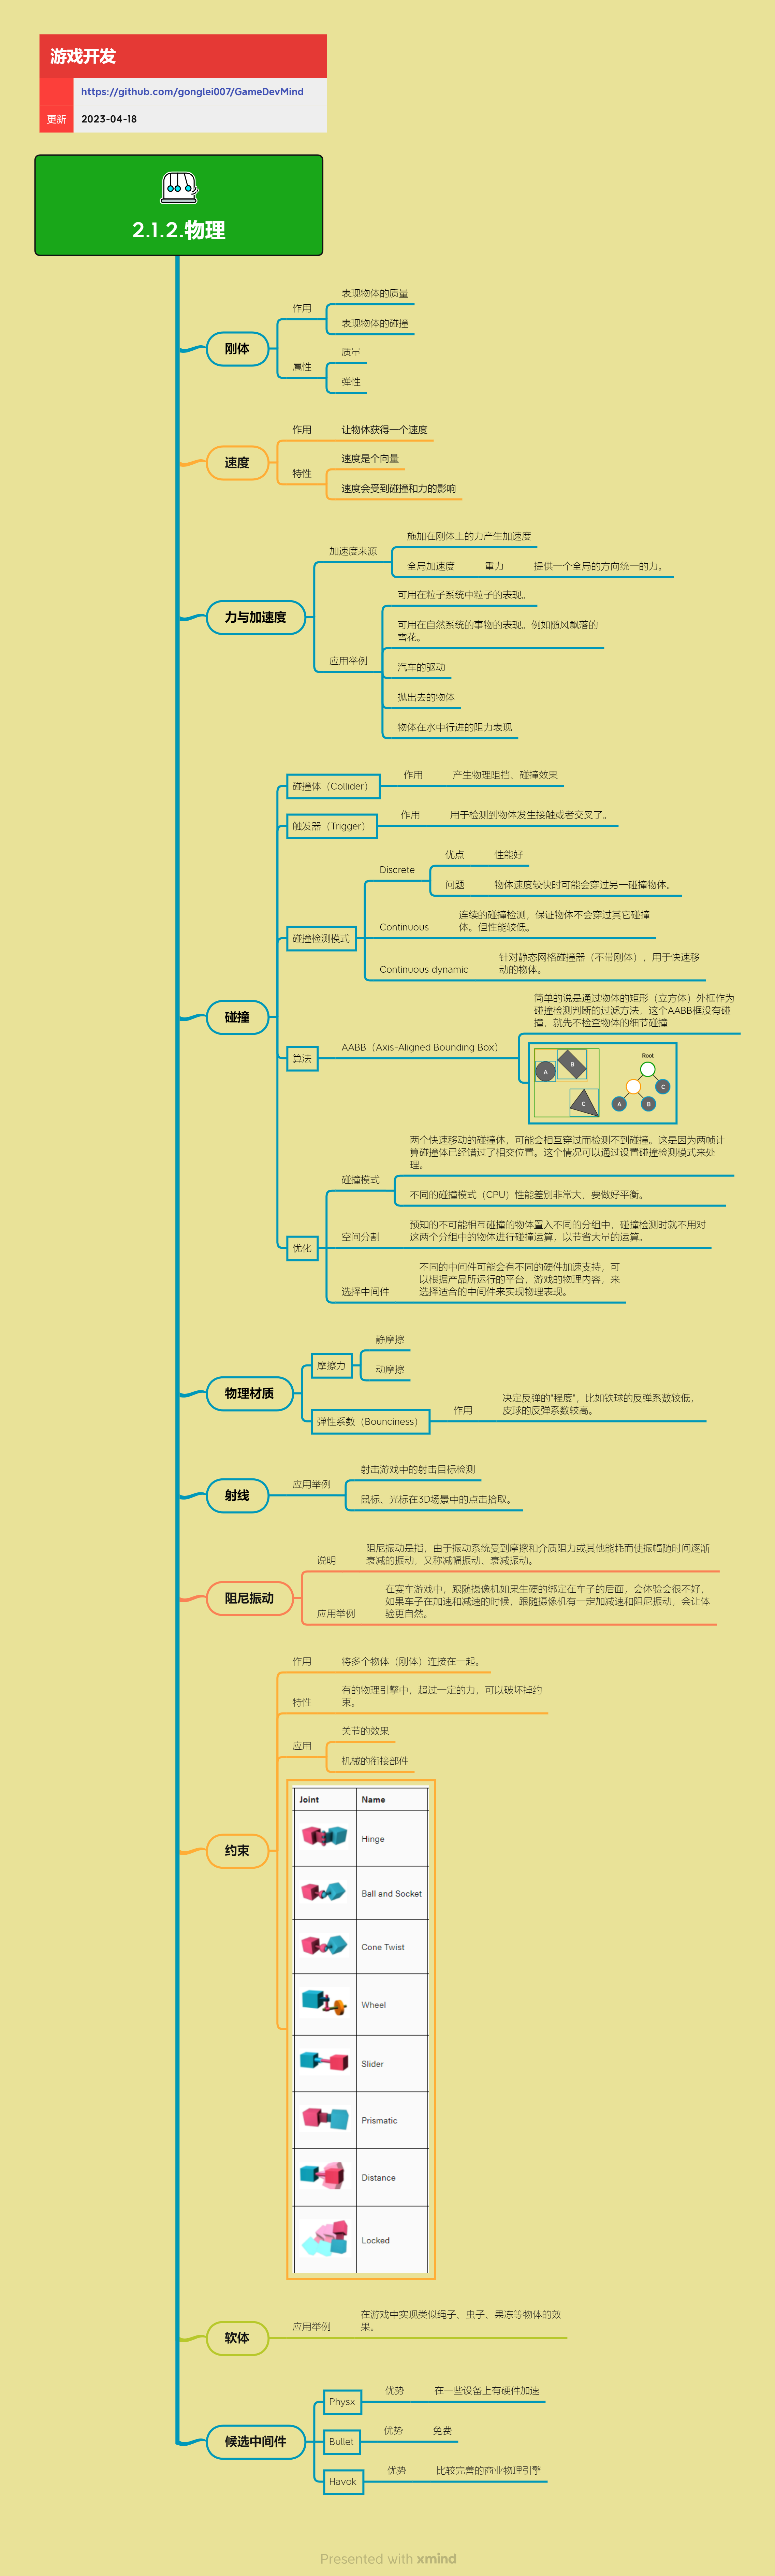 游戏开发
https://github.com/gonglei007/GameDevMind
更新
2023-04-18
2.1.2.物理
刚体
作用
表现物体的质量
表现物体的碰撞
属性
质量
弹性
速度
作用
让物体获得一个速度
特性
速度是个向量
速度会受到碰撞和力的影响
力与加速度
加速度来源
施加在刚体上的力产生加速度
全局加速度
重力
提供一个全局的方向统一的力。
应用举例
可用在粒子系统中粒子的表现。
可用在自然系统的事物的表现。例如随风飘落的
雪花。
汽车的驱动
抛出去的物体
物体在水中行进的阻力表现
碰撞
碰撞体（Collider）
作用
产生物理阻挡、碰撞效果
触发器（Trigger）
作用
用于检测到物体发生接触或者交叉了。
碰撞检测模式
Discrete
优点
性能好
问题
物体速度较快时可能会穿过另一碰撞物体。
Continuous
连续的碰撞检测，保证物体不会穿过其它碰撞
体。但性能较低。
Continuous dynamic
针对静态网格碰撞器（不带刚体），用于快速移
动的物体。
算法
AABB（Axis-Aligned Bounding Box）
简单的说是通过物体的矩形（立方体）外框作为
碰撞检测判断的过滤方法，这个AABB框没有碰
撞，就先不检查物体的细节碰撞
A
B
C
Root
C
A
B
优化
碰撞模式
两个快速移动的碰撞体，可能会相互穿过而检测不到碰撞。这是因为两帧计
算碰撞体已经错过了相交位置。这个情况可以通过设置碰撞检测模式来处
理。
不同的碰撞模式（CPU）性能差别非常大，要做好平衡。
空间分割
预知的不可能相互碰撞的物体置入不同的分组中，碰撞检测时就不用对
这两个分组中的物体进行碰撞运算，以节省大量的运算。
选择中间件
不同的中间件可能会有不同的硬件加速支持，可
以根据产品所运行的平台，游戏的物理内容，来
选择适合的中间件来实现物理表现。
物理材质
摩擦力
静摩擦
动摩擦
弹性系数（Bounciness）
作用
决定反弹的"程度"，比如铁球的反弹系数较低，
皮球的反弹系数较高。
射线
应用举例
射击游戏中的射击目标检测
鼠标、光标在3D场景中的点击拾取。
阻尼振动
说明
阻尼振动是指，由于振动系统受到摩擦和介质阻力或其他能耗而使振幅随时间逐渐
衰减的振动，又称减幅振动、衰减振动。
应用举例
在赛车游戏中，跟随摄像机如果生硬的绑定在车子的后面，会体验会很不好，
如果车子在加速和减速的时候，跟随摄像机有一定加减速和阻尼振动，会让体
验更自然。
约束
作用
将多个物体（刚体）连接在一起。
特性
有的物理引擎中，超过一定的力，可以破坏掉约
束。
应用
关节的效果
机械的衔接部件
Joint
Name
Hinge
Ball and Socket
Cone Twist
Wheel
Slider
Prismatic
Distance
Locked
软体
应用举例
在游戏中实现类似绳子、虫子、果冻等物体的效
果。
候选中间件
Physx
优势
在一些设备上有硬件加速
Bullet
优势
免费
Havok
优势
比较完善的商业物理引擎
Presented with xmind